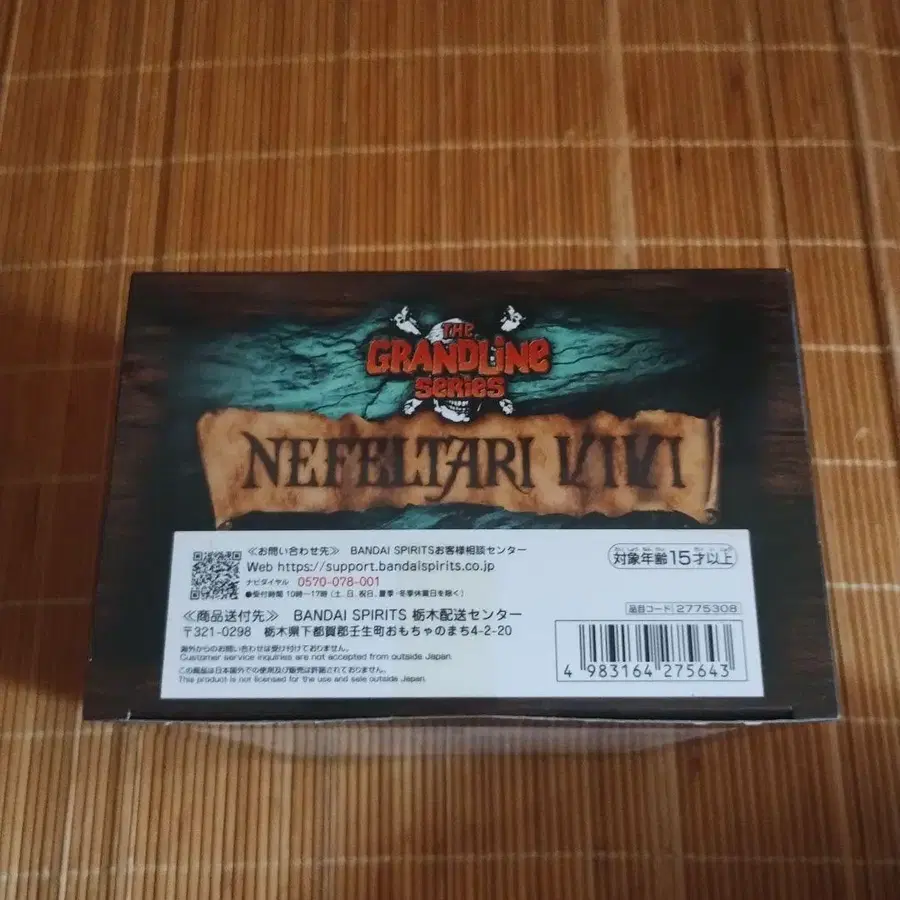 THE
GRANDLINE
SERIES
NEFELTARI VIVI
≪お問い合わせ先≫ BANDAI SPIRITSお客様相談センター
Web https://support.bandaispirits.co.jp
ナビダイヤル 0570-078-001
●受付時間 10時〜17時(土、日、祝日、夏季・冬季休業日を除く)
≪商品送付先≫ BANDAI SPIRITS 栃木配送センター
〒321-0298 栃木県下都賀郡壬生町おもちゃのまち4-2-20
海外からのお問い合わせは受け付けておりません。
Customer service inquiries are not accepted from outside Japan.
この商品は日本国外での使用及び販売は許諾されておりません。
This product is not licensed for the use and sale outside Japan.
対象年齢15才以上
品番コード 2775308
4 983164 275643